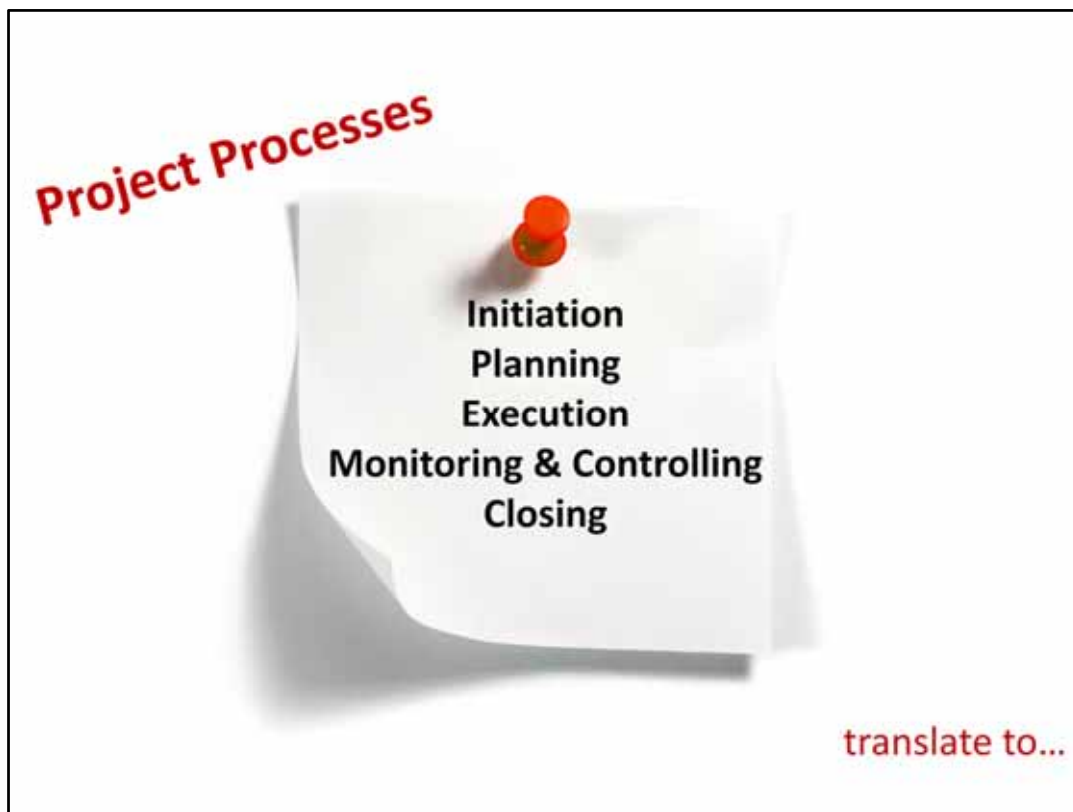 Project Processes
Initiation
Planning
Execution
Monitoring & Controlling
Closing
translate to...